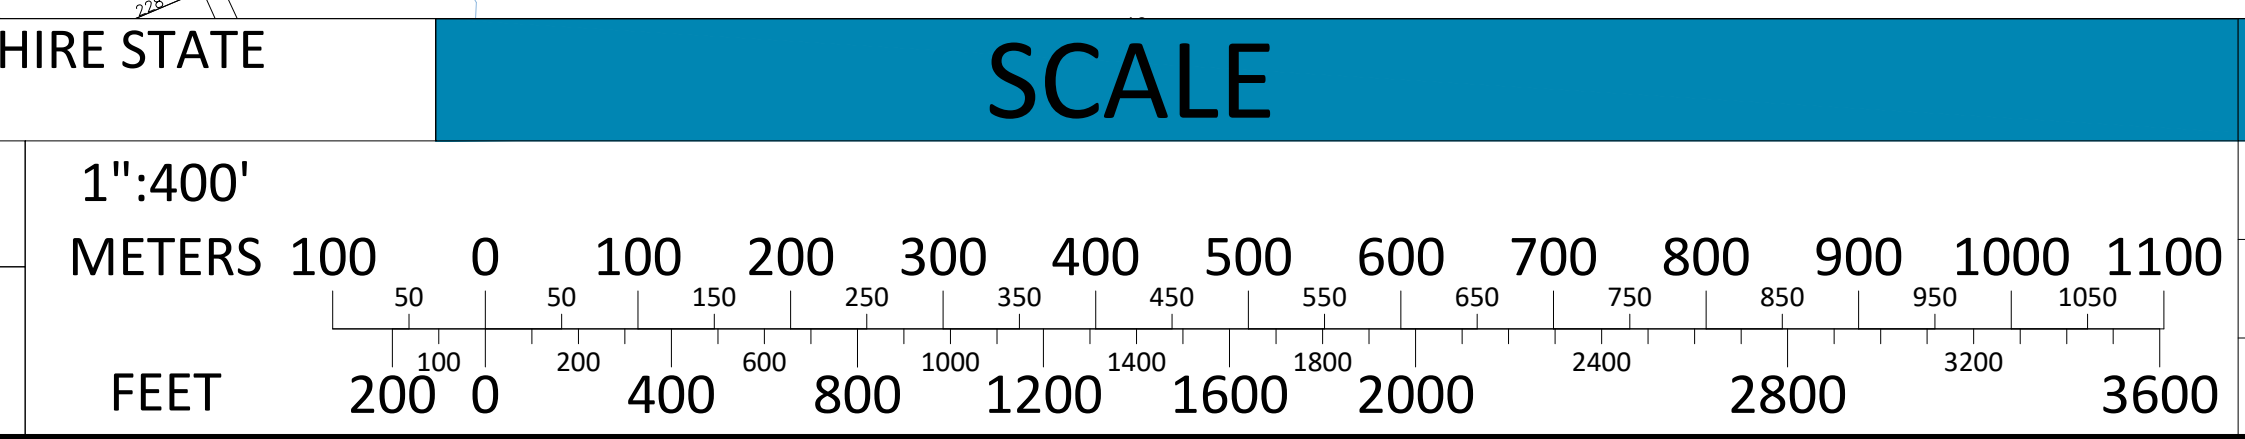 228
HIRE STATE
SCALE
1":400'
METERS 100 0 100 200 300 400 500 600 700 800 900 1000 1100
50 50 150 250 350 450 550 650 750 850 950 1050
100 200 600 1000 1400 1800 2400 3200
FEET 200 0 400 800 1200 1600 2000 2800 3600